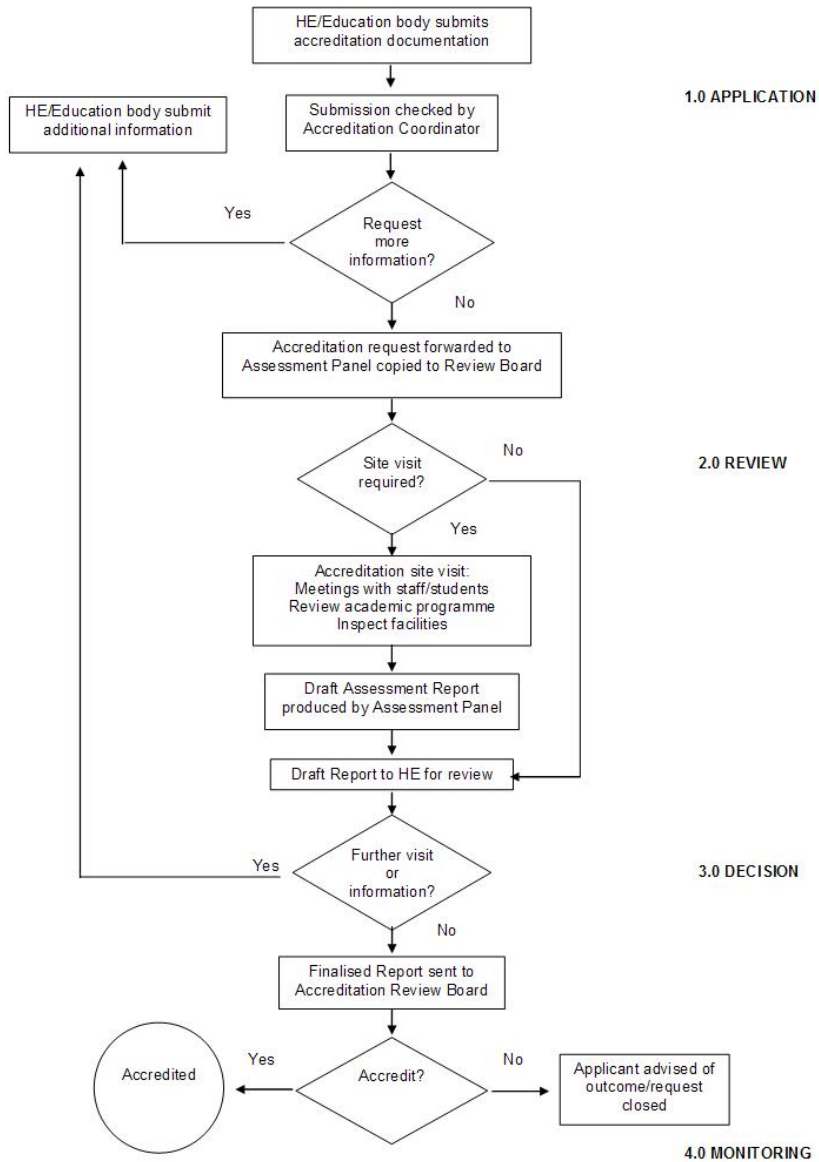 HE/Education body submits
accreditation documentation
1.0 APPLICATION
HE/Education body submit
additional information
Submission checked by
Accreditation Coordinator
Yes
Request
more
information?
No
Accreditation request forwarded to
Assessment Panel copied to Review Board
No
2.0 REVIEW
Site visit
required?
Yes
Accreditation site visit:
Meetings with staff/students
Review academic programme
Inspect facilities
Draft Assessment Report
produced by Assessment Panel
Draft Report to HE for review
Yes
Further visit
or
information?
3.0 DECISION
No
Finalised Report sent to
Accreditation Review Board
Accredited
Yes
Accredit?
No
Applicant advised of
outcome/request
closed
4.0 MONITORING